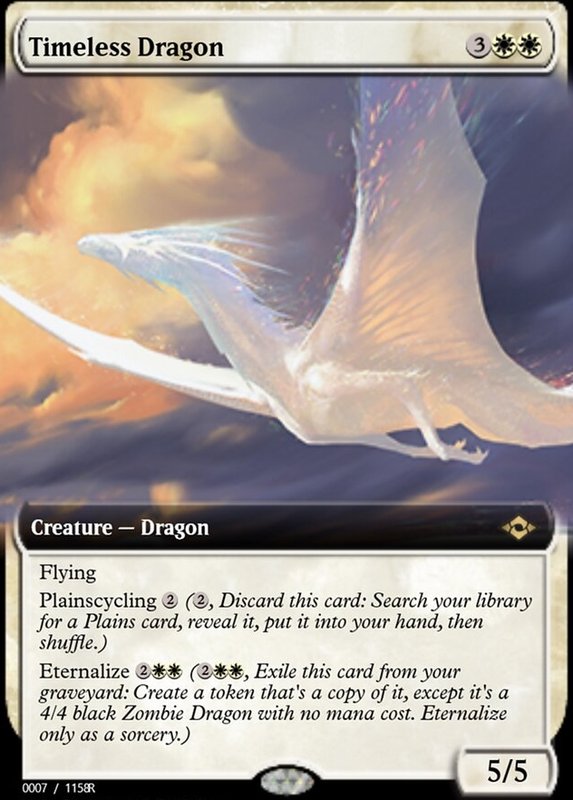 Timeless Dragon 3
Creature — Dragon
Flying
Plainscycling 2 (2, Discard this card: Search your library
for a Plains card, reveal it, put it into your hand, then
shuffle.)
Eternalize 2 (2, Exile this card from your
graveyard: Create a token that's a copy of it, except it's a
4/4 black Zombie Dragon with no mana cost. Eternalize
only as a sorcery.)
5/5
0007 / 1158R